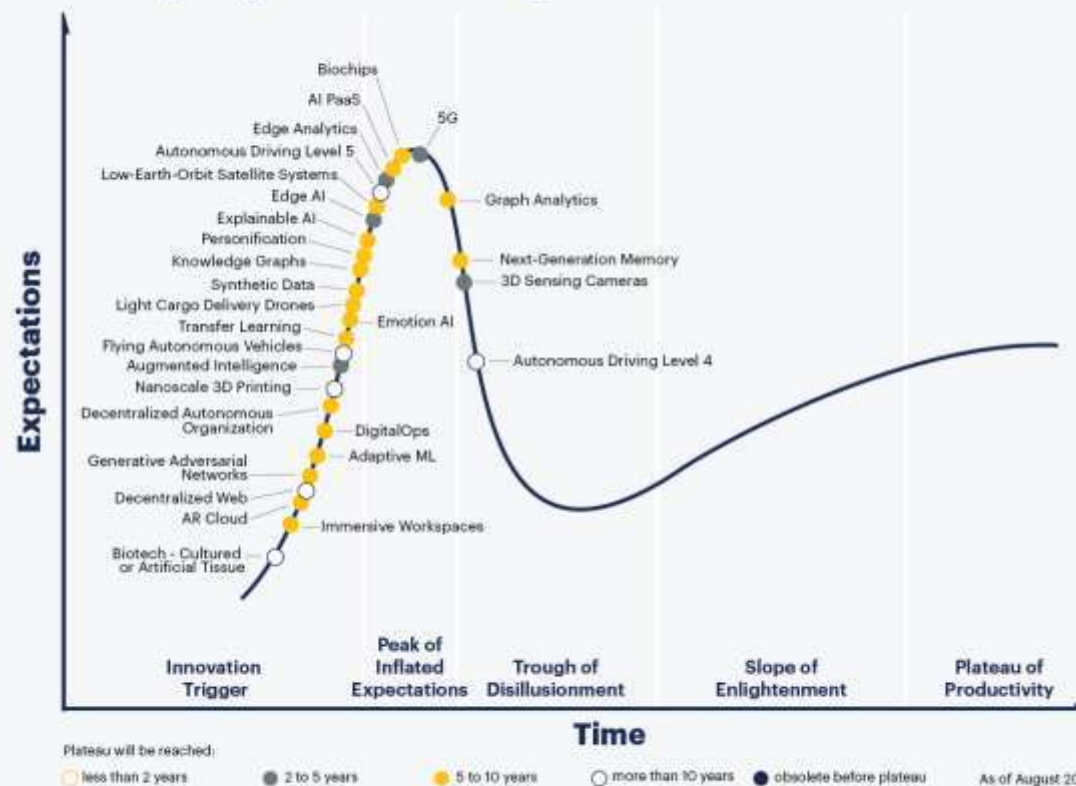 Expectations
Biochips
AI PaaS
5G
Edge Analytics
Autonomous Driving Level 5
Low-Earth-Orbit Satellite Systems
Edge AI
Explainable AI
Personification
Knowledge Graphs
Synthetic Data
Light Cargo Delivery Drones
Transfer Learning
Flying Autonomous Vehicles
Augmented Intelligence
Nanoscale 3D Printing
Decentralized Autonomous
Organization
Generative Adversarial
Networks
Decentralized Web
AR Cloud
Biotech - Cultured
or Artificial Tissue
Emotion AI
DigitalOps
Adaptive ML
Immersive Workspaces
Graph Analytics
Next-Generation Memory
3D Sensing Cameras
Autonomous Driving Level 4
Innovation
Trigger
Peak of
Inflated
Expectations
Trough of
Disillusionment
Slope of
Enlightenment
Plateau of
Productivity
Time
Plateau will be reached:
less than 2 years
2 to 5 years
5 to 10 years
more than 10 years
obsolete before plateau
As of August 20